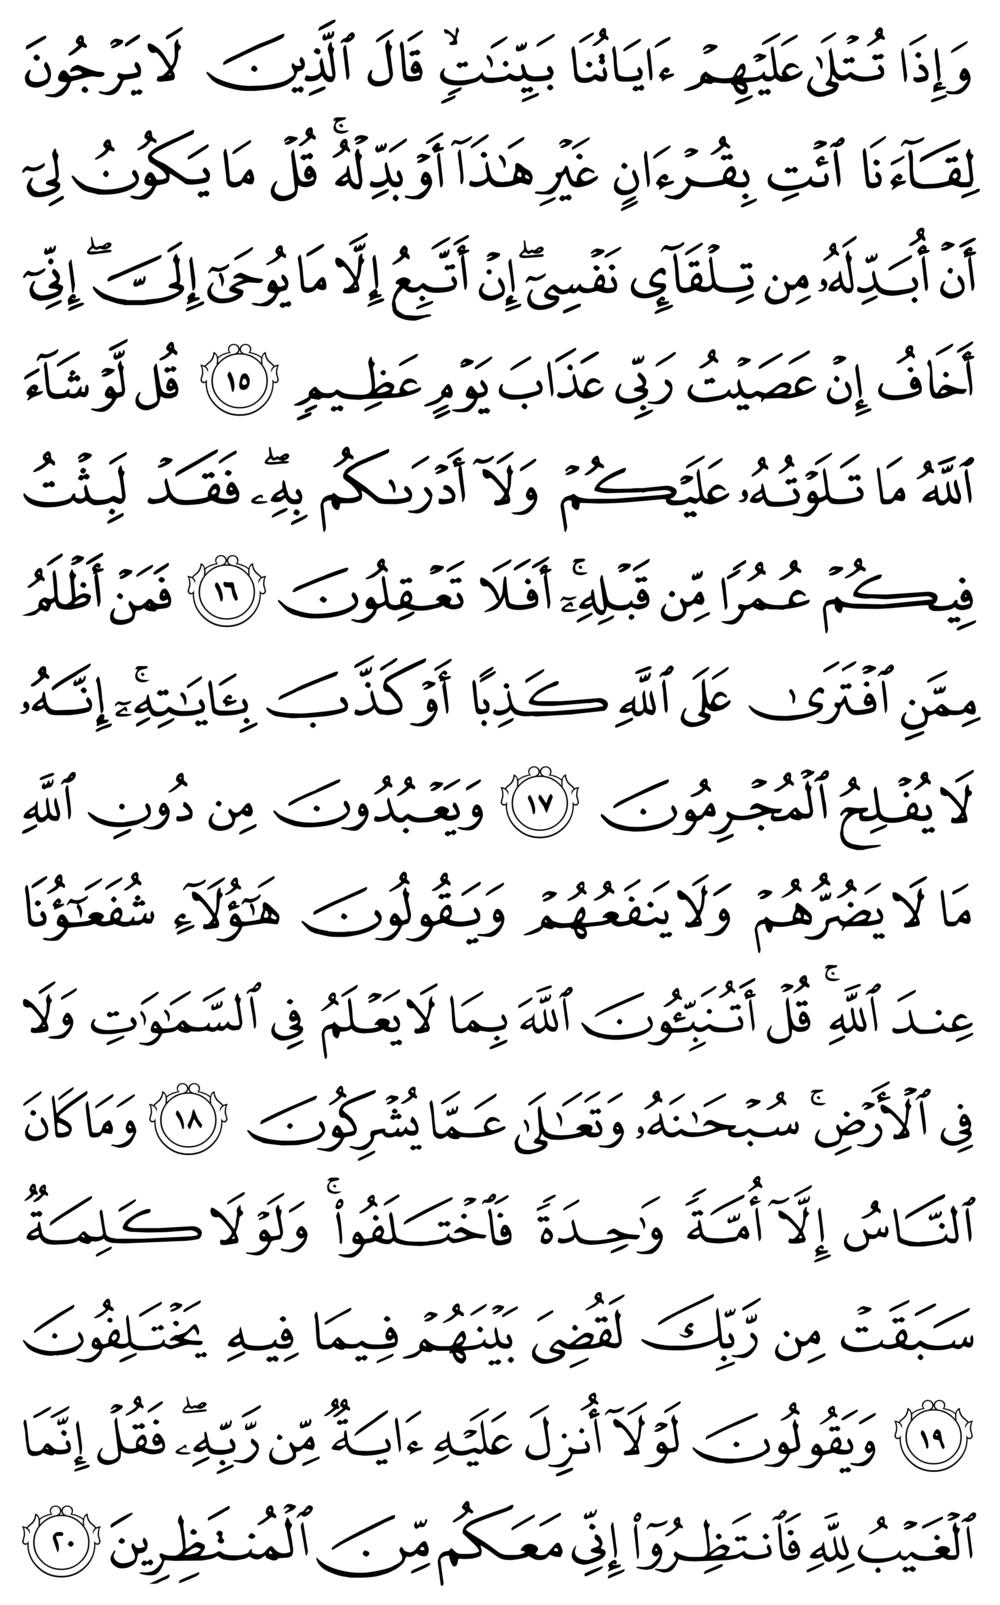 وَإِذَا تُتۡلَىٰ عَلَيۡهِمۡ ءَايَاتُنَا بَيِّنَٰتٖ ۙ قَالَ ٱلَّذِينَ لَا يَرۡجُونَ
لِقَآءَنَا ٱئۡتِ بِقُرۡءَانٍ غَيۡرِ هَٰذَآ أَوۡ بَدِّلۡهُ ۚ قُلۡ مَا يَكُونُ لِيٓ
أَنۡ أُبَدِّلَهُۥ مِن تِلۡقَآيِٕ نَفۡسِيٓ ۖ إِنۡ أَتَّبِعُ إِلَّا مَا يُوحَىٰٓ إِلَيَّ ۖ إِنِّيٓ
أَخَافُ إِنۡ عَصَيۡتُ رَبِّي عَذَابَ يَوۡمٍ عَظِيمٖ ١٥ قُل لَّوۡ شَآءَ
ٱللَّهُ مَا تَلَوۡتُهُۥ عَلَيۡكُمۡ وَلَآ أَدۡرَىٰكُم بِهِۦ ۖ فَقَدۡ لَبِثۡتُ
فِيكُمۡ عُمُرٗا مِّن قَبۡلِهِۦٓ ۚ أَفَلَا تَعۡقِلُونَ ١٦ فَمَنۡ أَظۡلَمُ
مِمَّنِ ٱفۡتَرَىٰ عَلَى ٱللَّهِ كَذِبًا أَوۡ كَذَّبَ بِـَٔايَٰتِهِۦٓ ۚ إِنَّهُۥ
لَا يُفۡلِحُ ٱلۡمُجۡرِمُونَ ١٧ وَيَعۡبُدُونَ مِن دُونِ ٱللَّهِ
مَا لَا يَضُرُّهُمۡ وَلَا يَنفَعُهُمۡ وَيَقُولُونَ هَٰٓؤُلَآءِ شُفَعَٰٓؤُنَا
عِندَ ٱللَّهِ ۚ قُلۡ أَتُنَبِّـُٔونَ ٱللَّهَ بِمَا لَا يَعۡلَمُ فِي ٱلسَّمَٰوَٰتِ وَلَا
فِي ٱلۡأَرۡضِ ۚ سُبۡحَٰنَهُۥ وَتَعَٰلَىٰ عَمَّا يُشۡرِكُونَ ١٨ وَمَا كَانَ
ٱلنَّاسُ إِلَّآ أُمَّةٗ وَٰحِدَةٗ فَٱخۡتَلَفُواْ ۚ وَلَوۡلَا كَلِمَةٞ
سَبَقَتۡ مِن رَّبِّكَ لَقُضِيَ بَيۡنَهُمۡ فِيمَا فِيهِ يَخۡتَلِفُونَ
١٩ وَيَقُولُونَ لَوۡلَآ أُنزِلَ عَلَيۡهِ ءَايَةٞ مِّن رَّبِّهِۦ ۖ فَقُلۡ إِنَّمَا
ٱلۡغَيۡبُ لِلَّهِ فَٱنتَظِرُوٓاْ إِنِّي مَعَكُم مِّنَ ٱلۡمُنتَظِرِينَ ٢٠